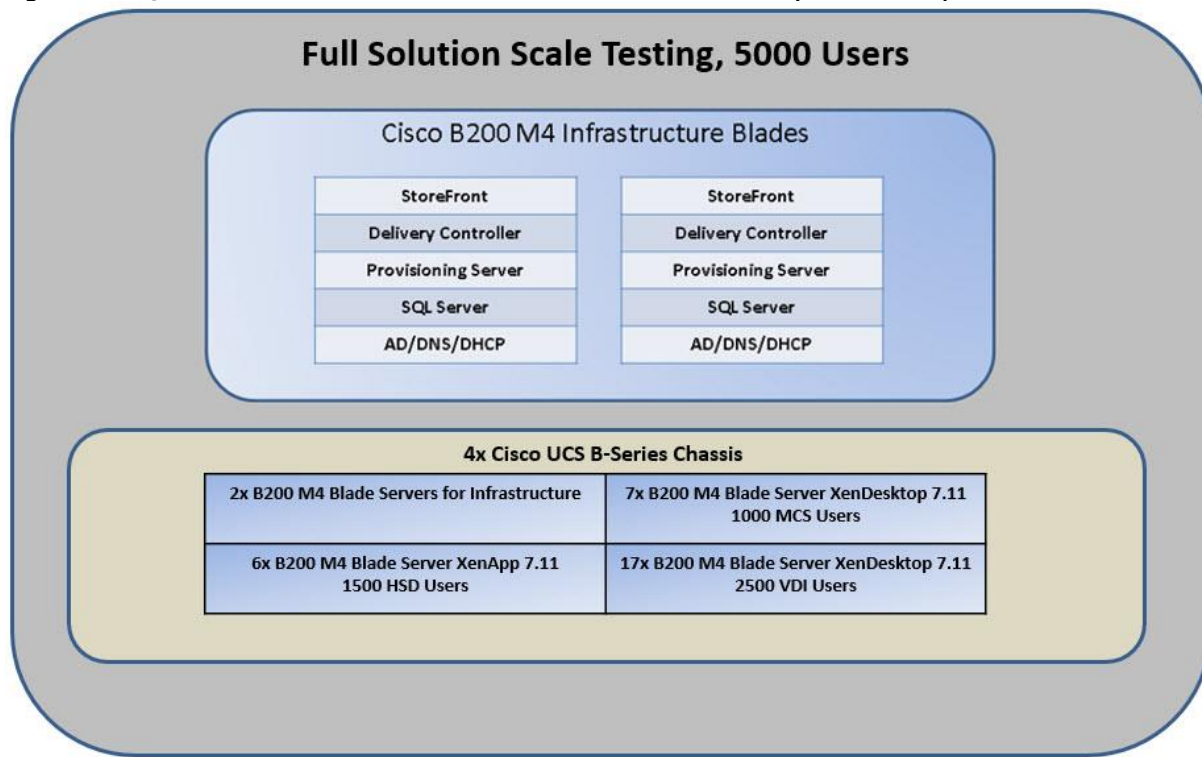 Full Solution Scale Testing, 5000 Users
Cisco B200 M4 Infrastructure Blades
StoreFront
Delivery Controller
Provisioning Server
SQL Server
AD/DNS/DHCP
StoreFront
Delivery Controller
Provisioning Server
SQL Server
AD/DNS/DHCP
4x Cisco UCS B-Series Chassis
2x B200 M4 Blade Servers for Infrastructure
7x B200 M4 Blade Server XenDesktop 7.11
1000 MCS Users
6x B200 M4 Blade Server XenApp 7.11
1500 HSD Users
17x B200 M4 Blade Server XenDesktop 7.11
2500 VDI Users